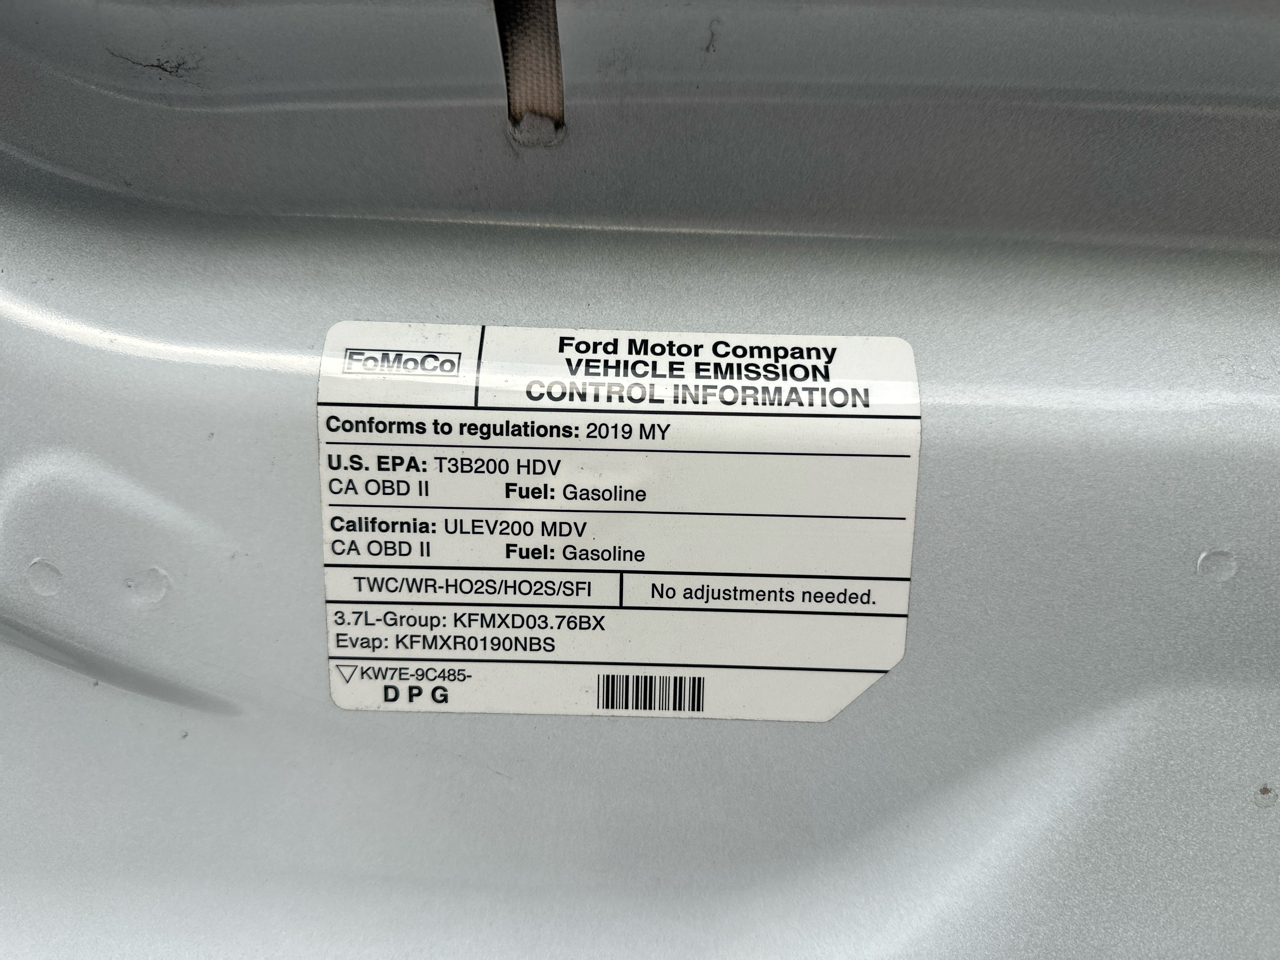 FoMoCo
Ford Motor Company
VEHICLE EMISSION
CONTROL INFORMATION
Conforms to regulations: 2019 MY
U.S. EPA: T3B200 HDV
CA OBD II Fuel: Gasoline
California: ULEV200 MDV
CA OBD II Fuel: Gasoline
TWC/WR-HO2S/HO2S/SFI No adjustments needed.
3.7L-Group: KFMXD03.76BX
Evap: KFMXR0190NBS
KW7E-9C485-
D P G